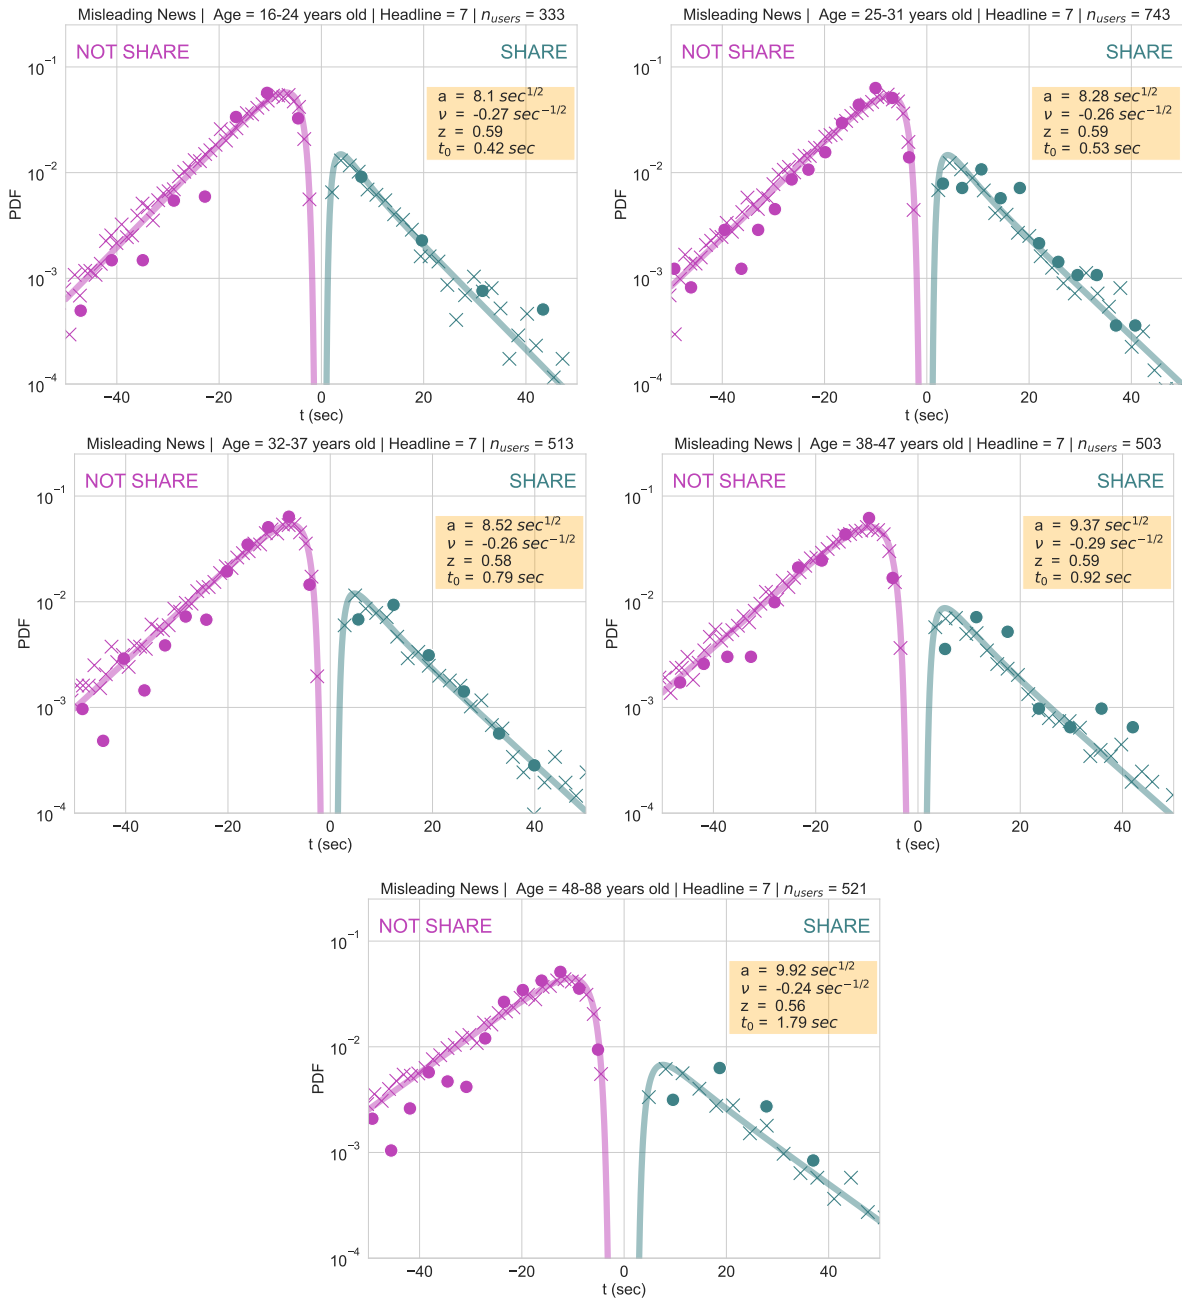 Misleading News | Age = 16-24 years old | Headline = 7 | n_users = 333
NOT SHARE
SHARE
a = 8.1 sec^1/2
ν = -0.27 sec^−1/2
z = 0.59
t_0 = 0.42 sec
10^−1
10^−2
10^−3
10^−4
PDF
−40 −20 0 20 40
t (sec)
Misleading News | Age = 25-31 years old | Headline = 7 | n_users = 743
NOT SHARE
SHARE
a = 8.28 sec^1/2
ν = -0.26 sec^−1/2
z = 0.59
t_0 = 0.53 sec
10^−1
10^−2
10^−3
10^−4
PDF
−40 −20 0 20 40
t (sec)
Misleading News | Age = 32-37 years old | Headline = 7 | n_users = 513
NOT SHARE
SHARE
a = 8.52 sec^1/2
ν = -0.26 sec^−1/2
z = 0.58
t_0 = 0.79 sec
10^−1
10^−2
10^−3
10^−4
PDF
−40 −20 0 20 40
t (sec)
Misleading News | Age = 38-47 years old | Headline = 7 | n_users = 503
NOT SHARE
SHARE
a = 9.37 sec^1/2
ν = -0.29 sec^−1/2
z = 0.59
t_0 = 0.92 sec
10^−1
10^−2
10^−3
10^−4
PDF
−40 −20 0 20 40
t (sec)
Misleading News | Age = 48-88 years old | Headline = 7 | n_users = 521
NOT SHARE
SHARE
a = 9.92 sec^1/2
ν = -0.24 sec^−1/2
z = 0.56
t_0 = 1.79 sec
10^−1
10^−2
10^−3
10^−4
PDF
−40 −20 0 20 40
t (sec)